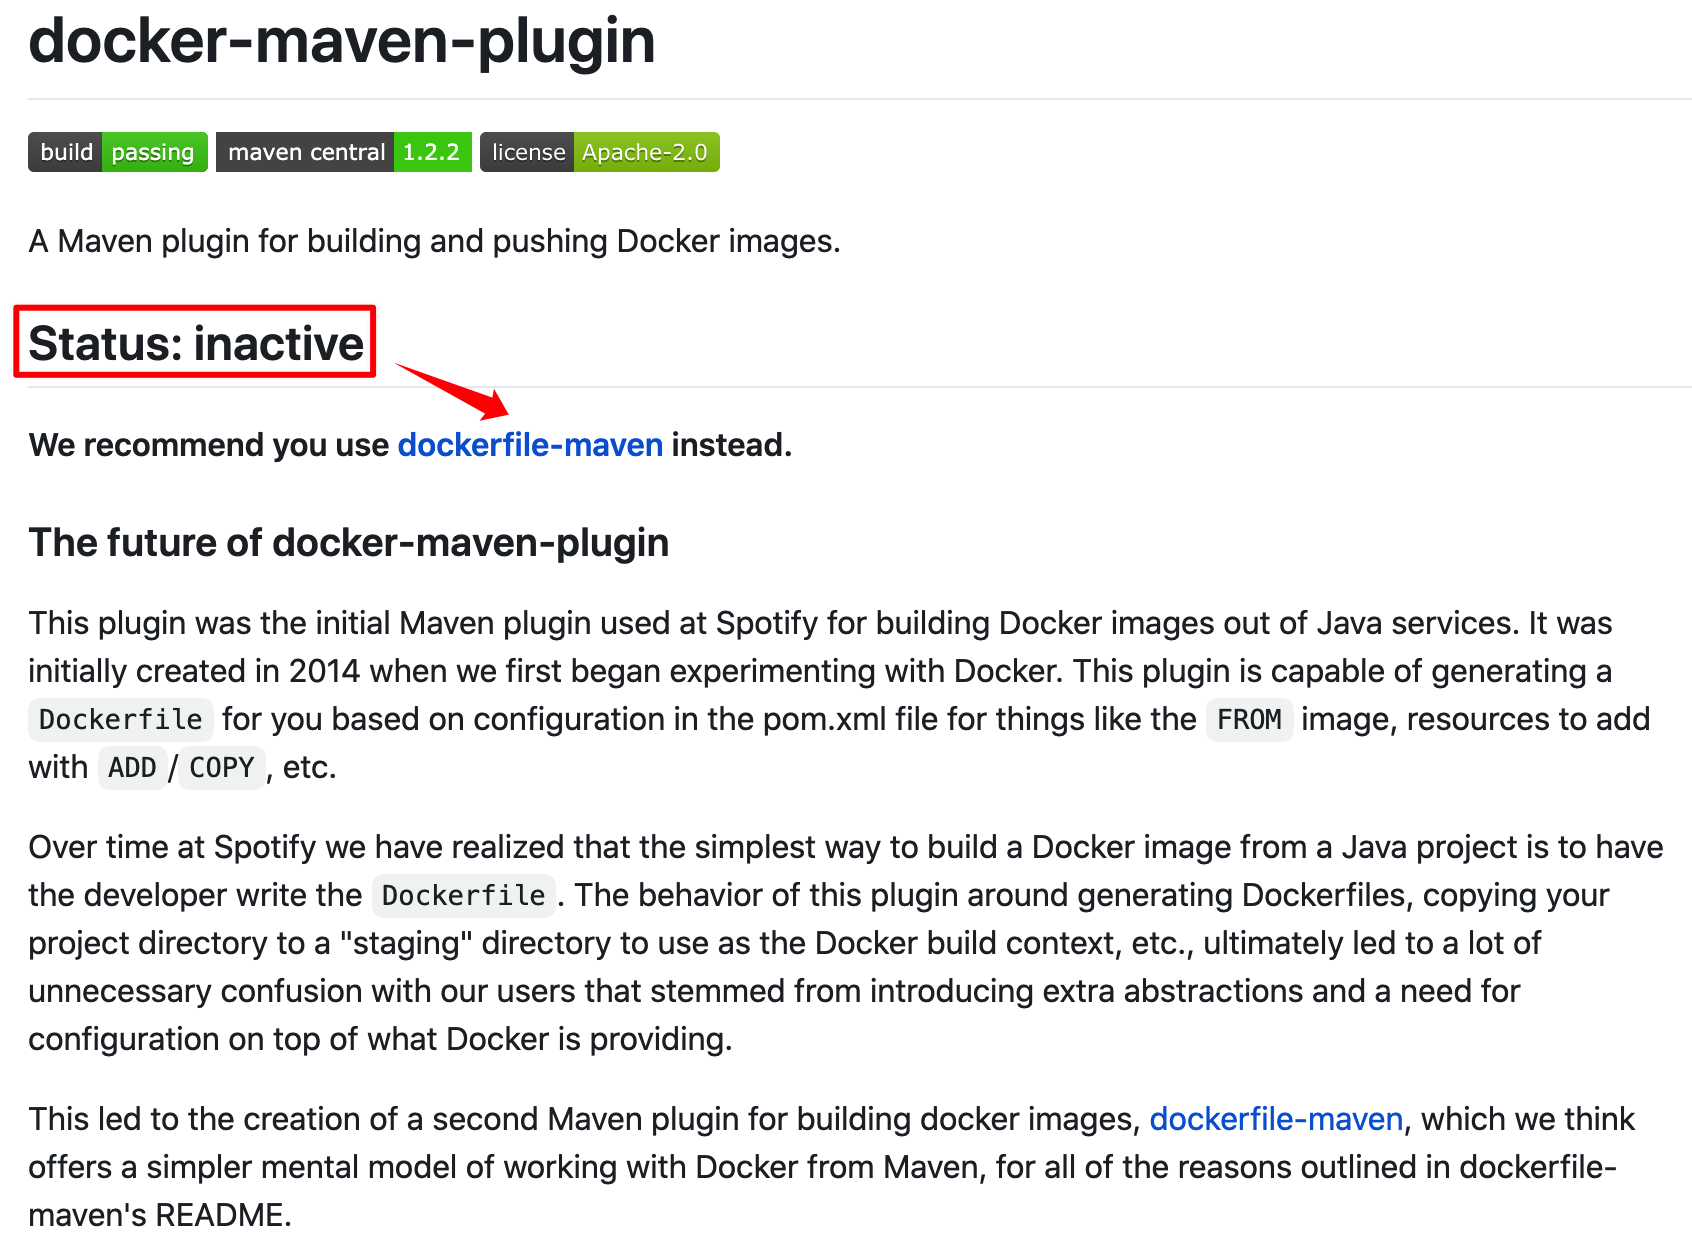 docker-maven-plugin
build passing maven central 1.2.2 license Apache-2.0
A Maven plugin for building and pushing Docker images.
Status: inactive
We recommend you use dockerfile-maven instead.
The future of docker-maven-plugin
This plugin was the initial Maven plugin used at Spotify for building Docker images out of Java services. It was
initially created in 2014 when we first began experimenting with Docker. This plugin is capable of generating a
Dockerfile for you based on configuration in the pom.xml file for things like the FROM image, resources to add
with ADD/COPY, etc.
Over time at Spotify we have realized that the simplest way to build a Docker image from a Java project is to have
the developer write the Dockerfile. The behavior of this plugin around generating Dockerfiles, copying your
project directory to a "staging" directory to use as the Docker build context, etc., ultimately led to a lot of
unnecessary confusion with our users that stemmed from introducing extra abstractions and a need for
configuration on top of what Docker is providing.
This led to the creation of a second Maven plugin for building docker images, dockerfile-maven, which we think
offers a simpler mental model of working with Docker from Maven, for all of the reasons outlined in dockerfile-
maven's README.